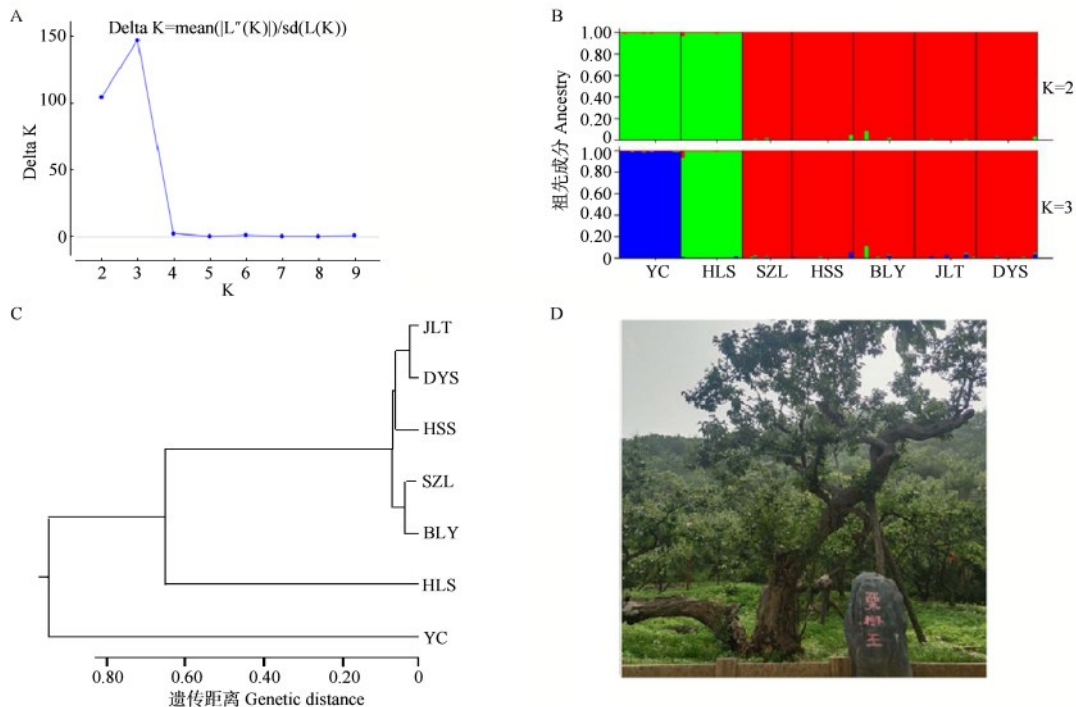 A
Delta K=mean(|L″(K)|)/sd(L(K))
150
100
50
0
Delta K
2 3 4 5 6 7 8 9
K
B
1.00
0.80
0.60
0.40
0.20
0
K=2
1.00
0.80
0.60
0.40
0.20
0
K=3
祖先成分 Ancestry
YC HLS SZL HSS BLY JLT DYS
C
JLT
DYS
HSS
SZL
BLY
HLS
YC
0.80 0.60 0.40 0.20 0
遗传距离 Genetic distance
D
王